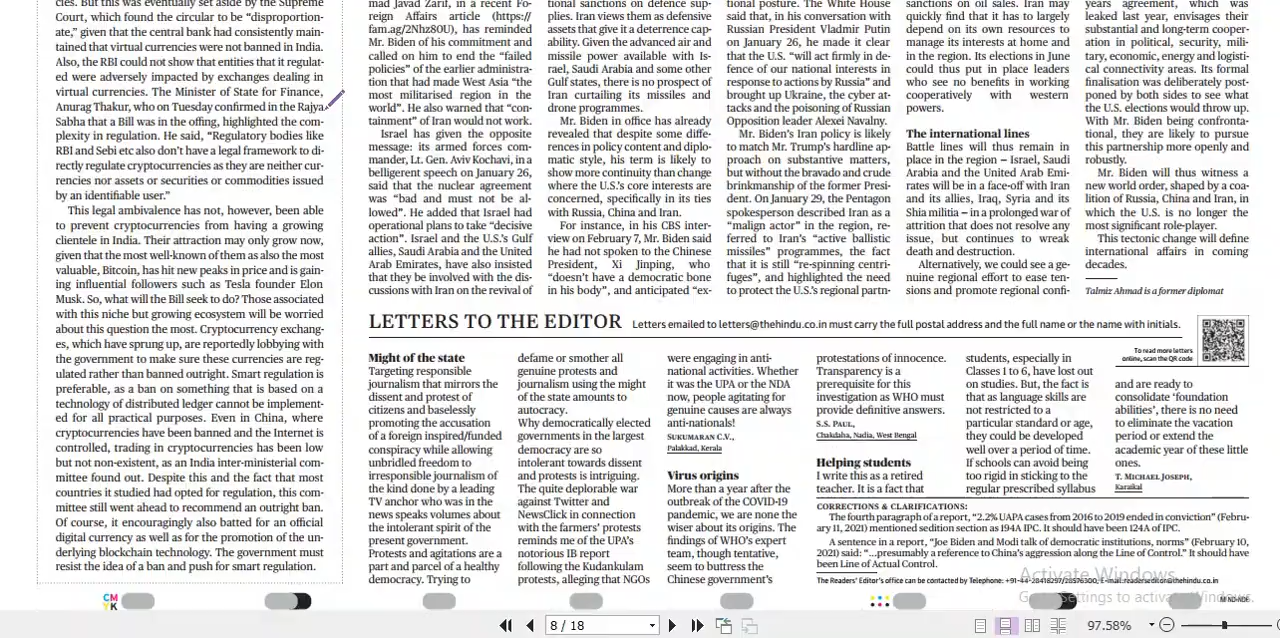 cies. But this was eventually set aside by the Supreme
Court, which found the circular to be “disproportion-
ate,” given that the central bank had consistently main-
tained that virtual currencies were not banned in India.
Also, the RBI could not show that entities that it regulat-
ed were adversely impacted by exchanges dealing in
virtual currencies. The Minister of State for Finance,
Anurag Thakur, who on Tuesday confirmed in the Rajya
Sabha that a Bill was in the offing, highlighted the com-
plexity in regulation. He said, “Regulatory bodies like
RBI and Sebi etc also don’t have a legal framework to di-
rectly regulate cryptocurrencies as they are neither cur-
rencies nor assets or securities or commodities issued
by an identifiable user.”
This legal ambivalence has not, however, been able
to prevent cryptocurrencies from having a growing
clientele in India. Their attraction may only grow now,
given that the most well-known of them as also the most
valuable, Bitcoin, has hit new peaks in price and is gain-
ing influential followers such as Tesla founder Elon
Musk. So, what will the Bill seek to do? Those associated
with this niche but growing ecosystem will be worried
about this question the most. Cryptocurrency exchang-
es, which have sprung up, are reportedly lobbying with
the government to make sure these currencies are reg-
ulated rather than banned outright. Smart regulation is
preferable, as a ban on something that is based on a
technology of distributed ledger cannot be implement-
ed for all practical purposes. Even in China, where
cryptocurrencies have been banned and the Internet is
controlled, trading in cryptocurrencies has been low
but not non-existent, as an India inter-ministerial com-
mittee found out. Despite this and the fact that most
countries it studied had opted for regulation, this com-
mittee still went ahead to recommend an outright ban.
Of course, it encouragingly also batted for an official
digital currency as well as for the promotion of the un-
derlying blockchain technology. The government must
resist the idea of a ban and push for smart regulation.
mad Javad Zarif, in a recent Fo-
reign Affairs article (https://
fam.ag/2Nhz80U), has reminded
Mr. Biden of his commitment and
called on him to end the “failed
policies” of the earlier administra-
tion that had made West Asia “the
most militarised region in the
world”. He also warned that “con-
tainment” of Iran would not work.
Israel has given the opposite
message: its armed forces com-
mander, Lt. Gen. Aviv Kochavi, in a
belligerent speech on January 26,
said that the nuclear agreement
was “bad and must not be al-
lowed”. He added that Israel had
operational plans to take “decisive
action”. Israel and the U.S.’s Gulf
allies, Saudi Arabia and the United
Arab Emirates, have also insisted
that they be involved with the dis-
cussions with Iran on the revival of
tional sanctions on defence sup-
plies. Iran views them as defensive
assets that give it a deterrence cap-
ability. Given the advanced air and
missile power available with Is-
rael, Saudi Arabia and some other
Gulf states, there is no prospect of
Iran curtailing its missiles and
drone programmes.
Mr. Biden in office has already
revealed that despite some diffe-
rences in policy content and diplo-
matic style, his term is likely to
show more continuity than change
where the U.S.’s core interests are
concerned, specifically in its ties
with Russia, China and Iran.
For instance, in his CBS inter-
view on February 7, Mr. Biden said
he had not spoken to the Chinese
President, Xi Jinping, who
“doesn’t have a democratic bone
in his body”, and anticipated “ex-
tional posture. The White House
said that, in his conversation with
Russian President Vladmir Putin
on January 26, he made it clear
that the U.S. “will act firmly in de-
fence of our national interests in
response to actions by Russia” and
brought up Ukraine, the cyber at-
tacks and the poisoning of Russian
Opposition leader Alexei Navalny.
Mr. Biden’s Iran policy is likely
to match Mr. Trump’s hardline ap-
proach on substantive matters,
but without the bravado and crude
brinkmanship of the former Presi-
dent. On January 29, the Pentagon
spokesperson described Iran as a
“malign actor” in the region, re-
ferred to Iran’s “active ballistic
missiles” programmes, the fact
that it is still “re-spinning centri-
fuges”, and highlighted the need
to protect the U.S.’s regional partn-
sanctions on oil sales. Iran may
quickly find that it has to largely
depend on its own resources to
manage its interests at home and
in the region. Its elections in June
could thus put in place leaders
who see no benefits in working
cooperatively with western
powers.
The international lines
Battle lines will thus remain in
place in the region – Israel, Saudi
Arabia and the United Arab Emi-
rates will be in a face-off with Iran
and its allies, Iraq, Syria and its
Shia militia – in a prolonged war of
attrition that does not resolve any
issue, but continues to wreak
death and destruction.
Alternatively, we could see a ge-
nuine regional effort to ease ten-
sions and promote regional confi-
years agreement, which was
leaked last year, envisages their
substantial and long-term cooper-
ation in political, security, mili-
tary, economic, energy and logisti-
cal connectivity areas. Its formal
finalisation was deliberately post-
poned by both sides to see what
the U.S. elections would throw up.
With Mr. Biden being confronta-
tional, they are likely to pursue
this partnership more openly and
robustly.
Mr. Biden will thus witness a
new world order, shaped by a coa-
lition of Russia, China and Iran, in
which the U.S. is no longer the
most significant role-player.
This tectonic change will define
international affairs in coming
decades.
Talmiz Ahmad is a former diplomat
LETTERS TO THE EDITOR Letters emailed to letters@thehindu.co.in must carry the full postal address and the full name or the name with initials.
To read more letters
online, scan the QR code
Might of the state
Targeting responsible
journalism that mirrors the
dissent and protest of
citizens and baselessly
promoting the accusation
of a foreign inspired/funded
conspiracy while allowing
unbridled freedom to
irresponsible journalism of
the kind done by a leading
TV anchor who was in the
news speaks volumes about
the intolerant spirit of the
present government.
Protests and agitations are a
part and parcel of a healthy
democracy. Trying to
defame or smother all
genuine protests and
journalism using the might
of the state amounts to
autocracy.
Why democratically elected
governments in the largest
democracy are so
intolerant towards dissent
and protests is intriguing.
The quite deplorable war
against Twitter and
NewsClick in connection
with the farmers’ protests
reminds me of the UPA’s
notorious IB report
following the Kudankulam
protests, alleging that NGOs
were engaging in anti-
national activities. Whether
it was the UPA or the NDA
now, people agitating for
genuine causes are always
anti-nationals!
SUKUMARAN C.V.,
Palakkad, Kerala
Virus origins
More than a year after the
outbreak of the COVID-19
pandemic, we are none the
wiser about its origins. The
findings of WHO’s expert
team, though tentative,
seem to buttress the
Chinese government’s
protestations of innocence.
Transparency is a
prerequisite for this
investigation as WHO must
provide definitive answers.
S.S. PAUL,
Chakdaha, Nadia, West Bengal
Helping students
I write this as a retired
teacher. It is a fact that
students, especially in
Classes 1 to 6, have lost out
on studies. But, the fact is
that as language skills are
not restricted to a
particular standard or age,
they could be developed
well over a period of time.
If schools can avoid being
too rigid in sticking to the
regular prescribed syllabus
and are ready to
consolidate ‘foundation
abilities’, there is no need
to eliminate the vacation
period or extend the
academic year of these little
ones.
T. MICHAEL JOSEPH,
Karaikal
CORRECTIONS & CLARIFICATIONS:
The fourth paragraph of a report, “2.2% UAPA cases from 2016 to 2019 ended in conviction” (Febru-
ary 11, 2021) mentioned sedition section as 194A IPC. It should have been 124A of IPC.
A sentence in a report, “Joe Biden and Modi talk of democratic institutions, norms” (February 10,
2021) said: “...presumably a reference to China’s aggression along the Line of Control.” It should have
been Line of Actual Control.
The Readers’ Editor’s office can be contacted by Telephone: +91-44-28418297/28576300; E-mail:readerseditor@thehindu.co.in
Activate Windows
Go to Settings to activate Windows.
CM
YK
M ND-NDE
8 / 18
97.58%